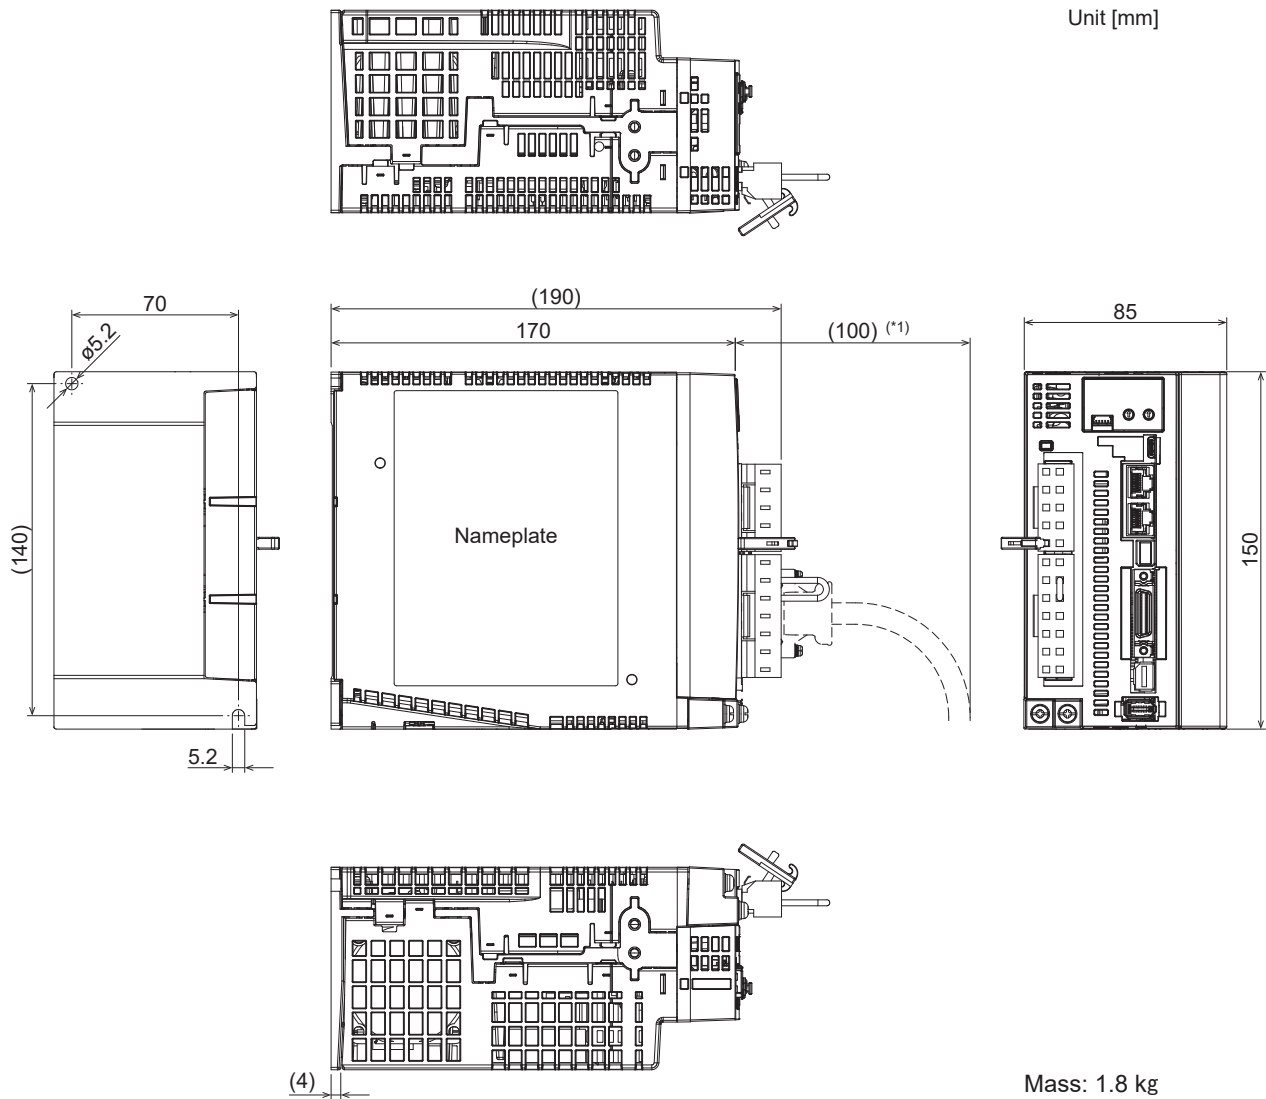 Unit [mm]
(190)
70
170
(100) (*1)
85
ø5.2
(140)
Nameplate
150
5.2
(4)
Mass: 1.8 kg